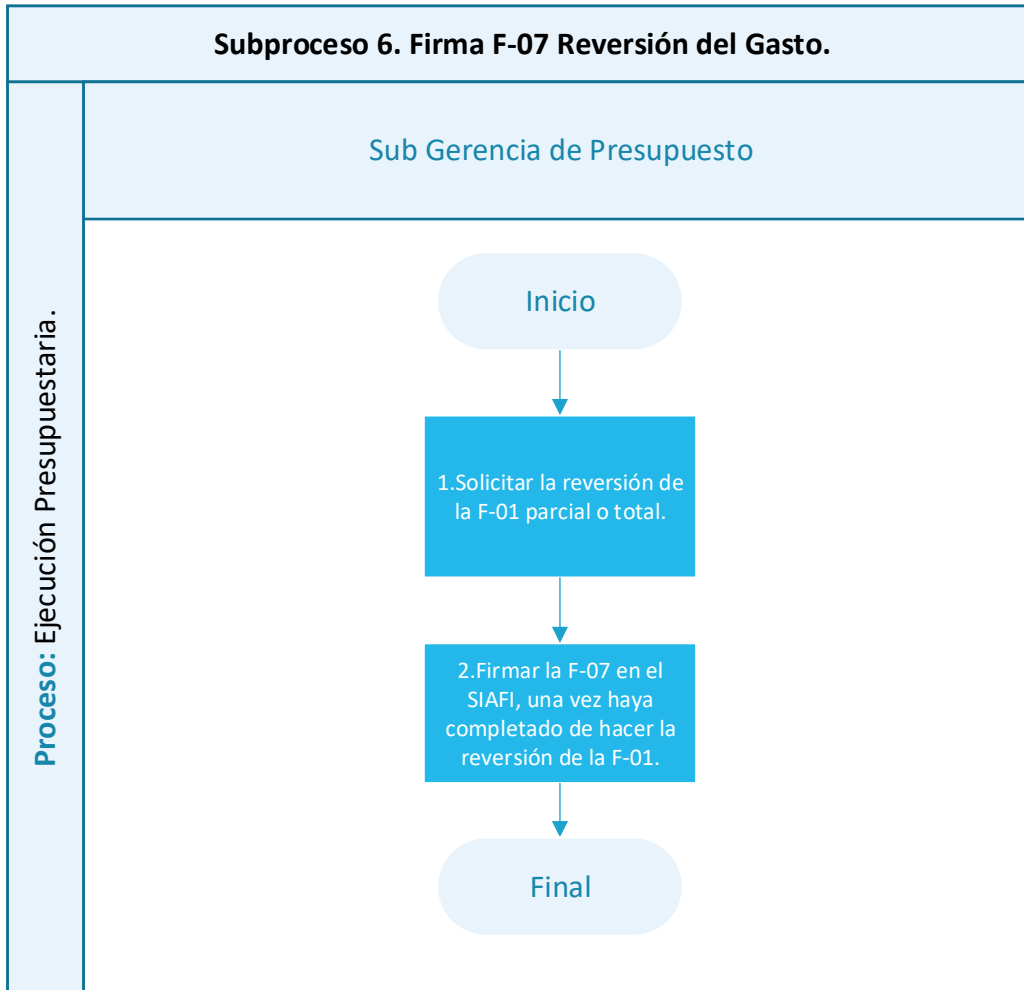 Subproceso 6. Firma F-07 Reversión del Gasto.
Sub Gerencia de Presupuesto
Proceso: Ejecución Presupuestaria.
Inicio
1.Solicitar la reversión de
la F-01 parcial o total.
2.Firmar la F-07 en el
SIAFI, una vez haya
completado de hacer la
reversión de la F-01.
Final